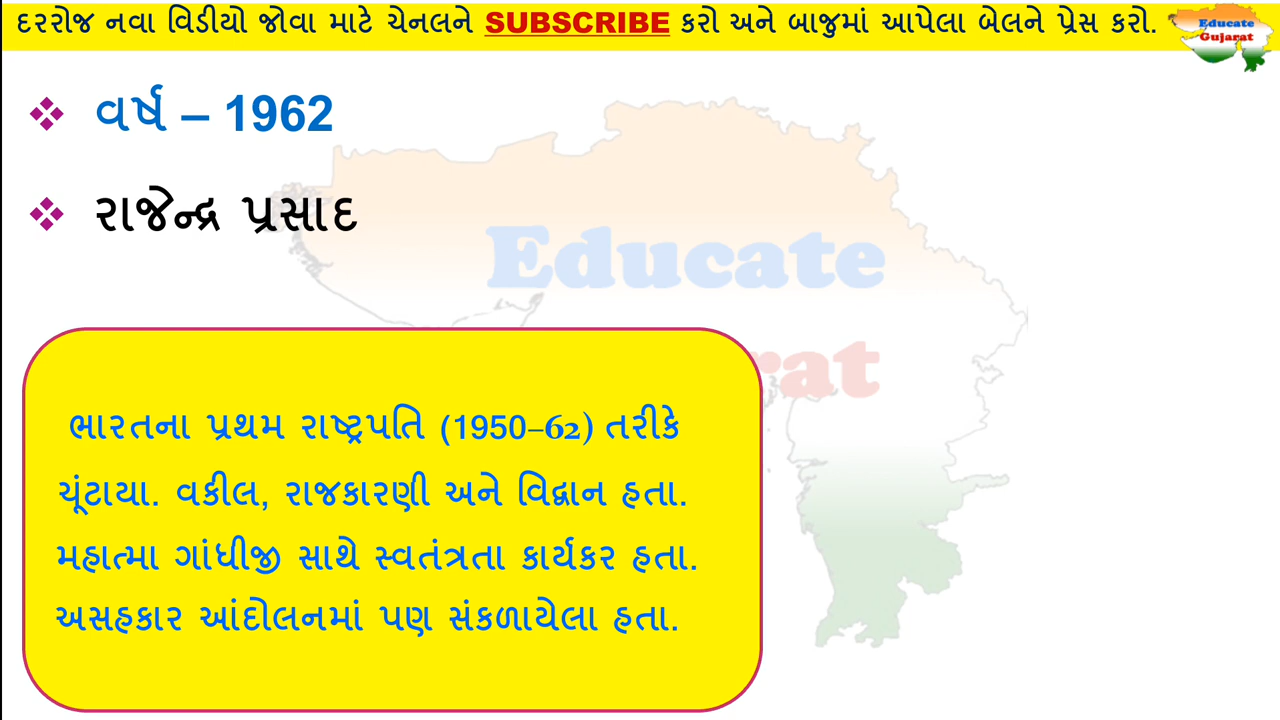 દરરોજ નવા વિડીયો જોવા માટે ચેનલને SUBSCRIBE કરો અને બાજુમાં આપેલા બેલને પ્રેસ કરો.
Educate
Gujarat
❖ વર્ષ – 1962
❖ રાજેન્દ્ર પ્રસાદ
Educate
rat
ભારતના પ્રથમ રાષ્ટ્રપતિ (1950–62) તરીકે
ચૂંટાયા. વકીલ, રાજકારણી અને વિદ્વાન હતા.
મહાત્મા ગાંધીજી સાથે સ્વતંત્રતા કાર્યકર હતા.
અસહકાર આંદોલનમાં પણ સંકળાયેલા હતા.